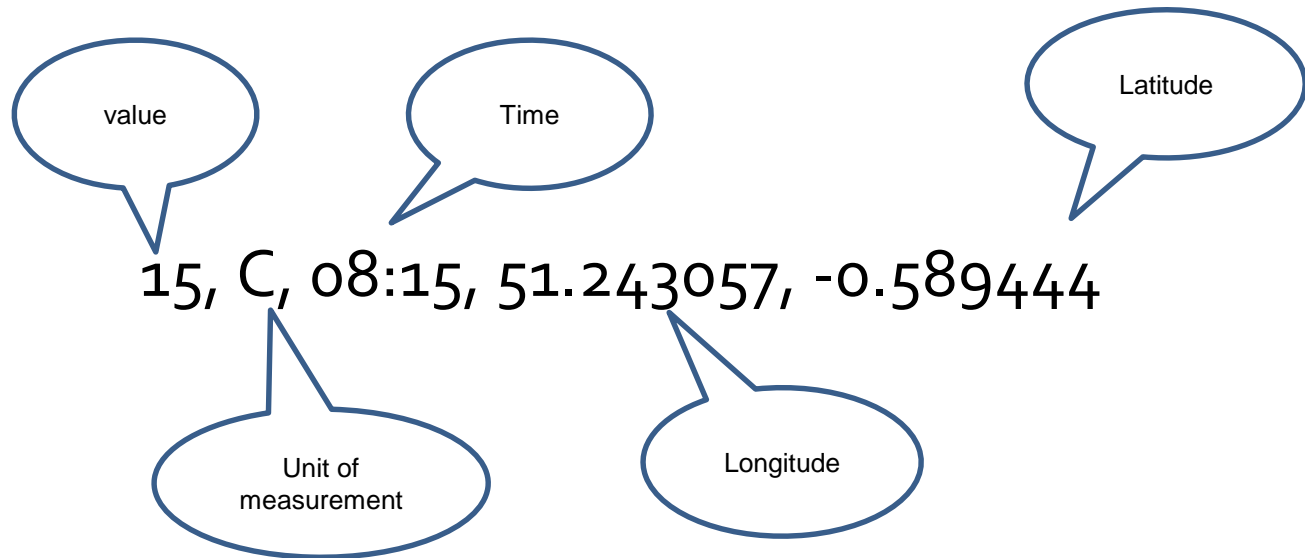 value
Time
Latitude
15, C, 08:15, 51.243057, -0.589444
Unit of
measurement
Longitude